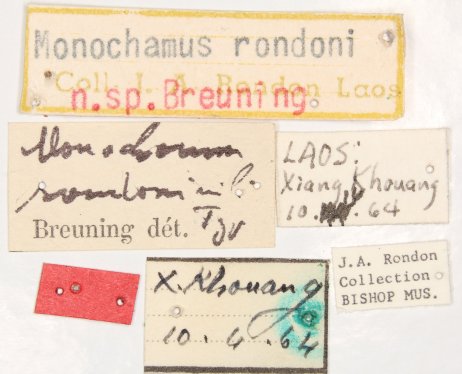 Monochamus rondoni
Coll. J. A. Rondon Laos
n.sp. Breuning.
Monochamus
rondoni
Breuning dét.
LAOS:
Xiang Khouang
10. .64
X. Khouang
10.4.64
J.A. Rondon
Collection
BISHOP MUS.